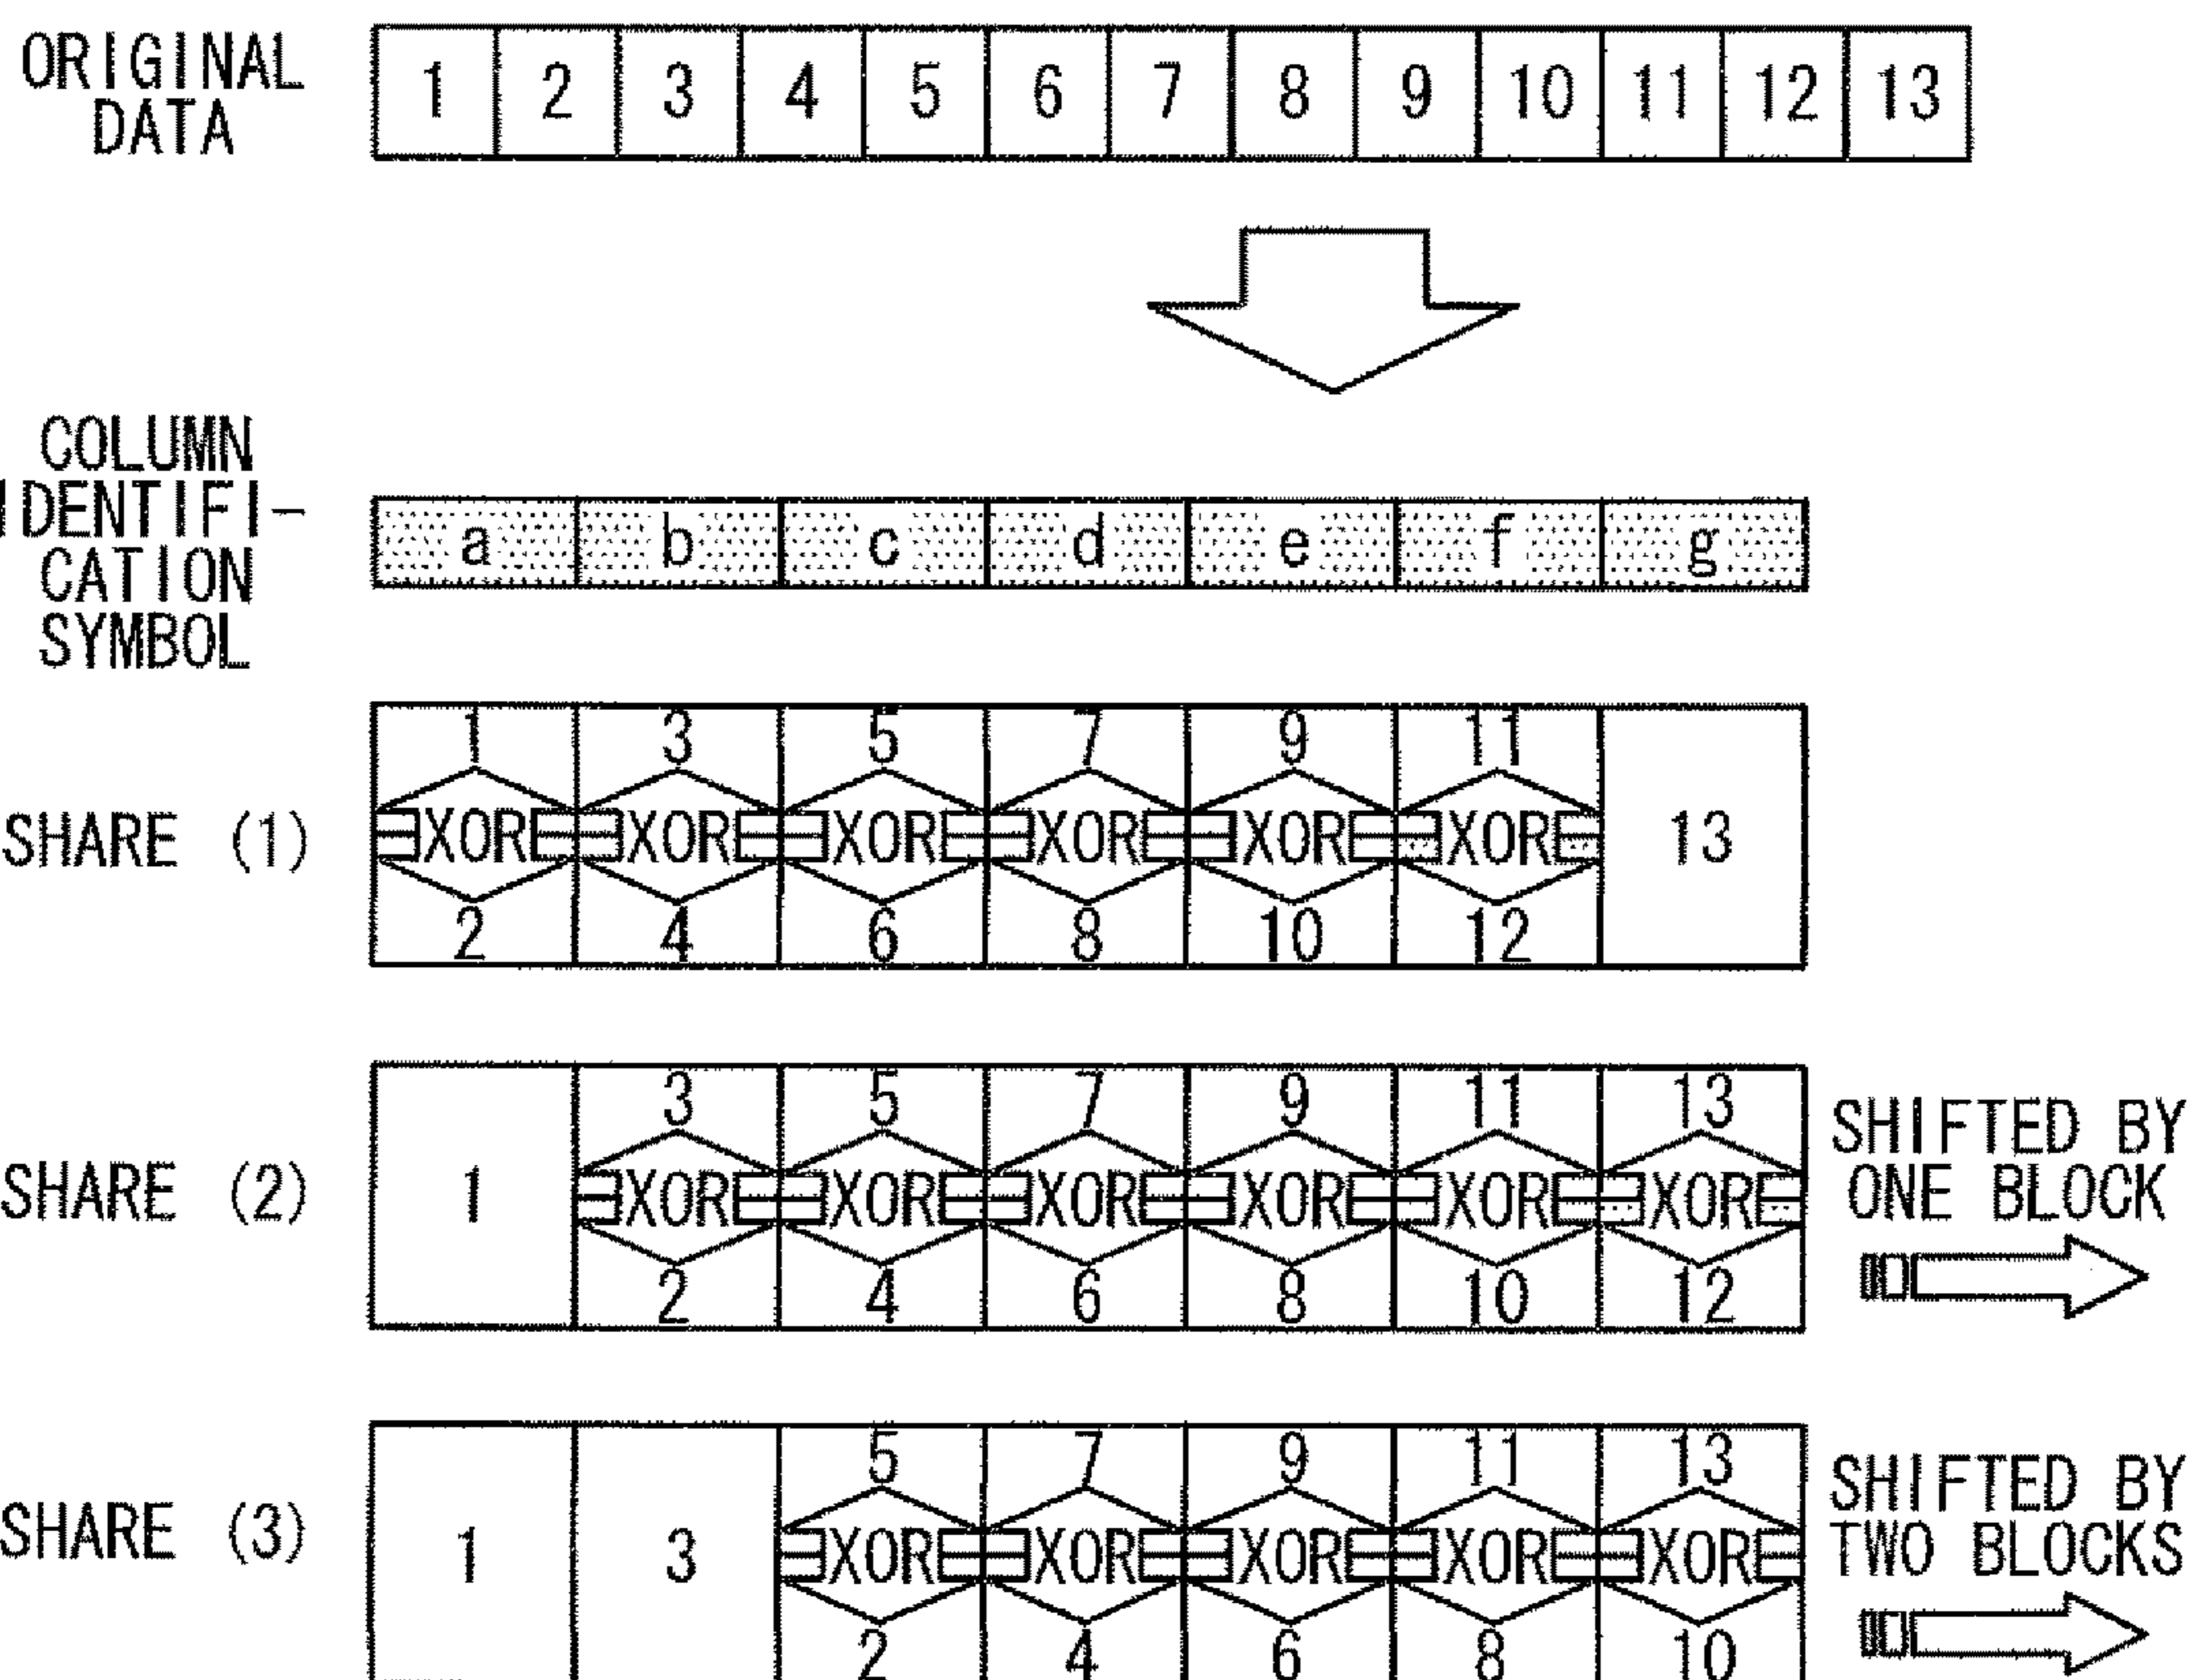 ORIGINAL
DATA
1 2 3 4 5 6 7 8 9 10 11 12 13
COLUMN
IDENTIFI-
CATION
SYMBOL
a b c d e f g
1 3 5 7 9 11
SHARE (1)
XOR XOR XOR XOR XOR XOR 13
2 4 6 8 10 12
3 5 7 9 11 13
SHARE (2)
1 XOR XOR XOR XOR XOR XOR
2 4 6 8 10 12
SHIFTED BY
ONE BLOCK
5 7 9 11 13
SHARE (3)
1 3 XOR XOR XOR XOR XOR
2 4 6 8 10
SHIFTED BY
TWO BLOCKS